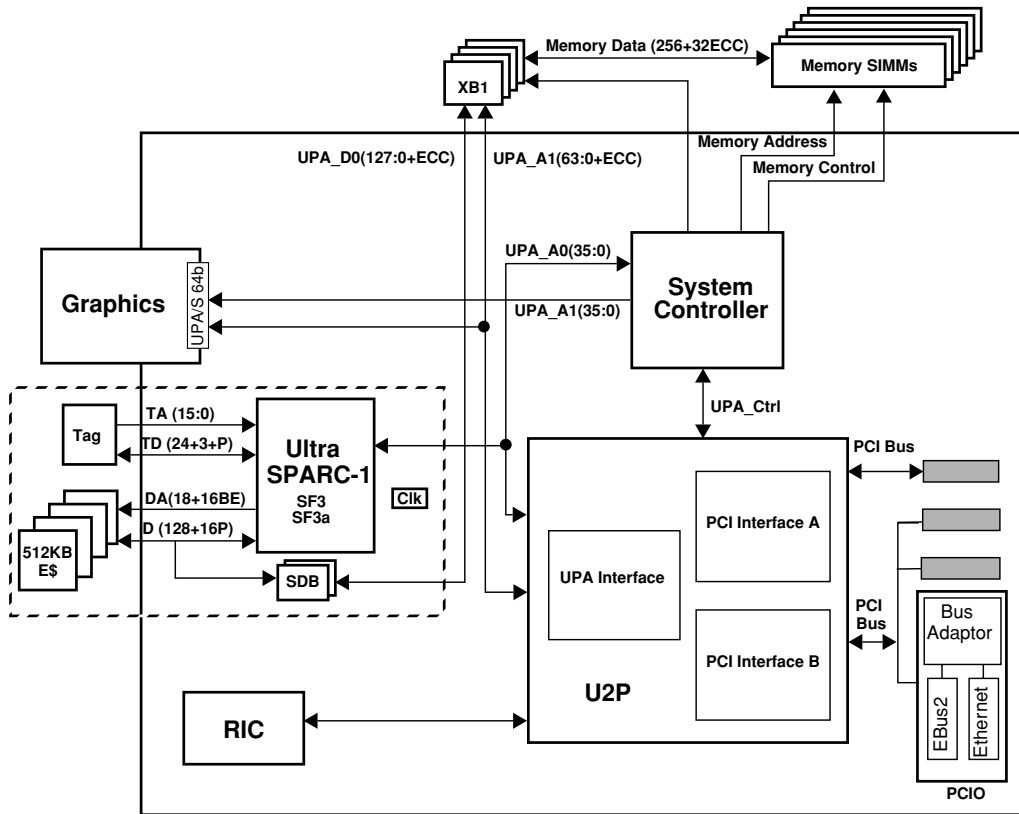 Memory Data (256+32ECC)
Memory SIMMs
XB1
Memory Address
Memory Control
UPA_D0(127:0+ECC)
UPA_A1(63:0+ECC)
UPA_A0(35:0)
System
Controller
Graphics
UPA/S 64b
UPA_A1(35:0)
UPA_Ctrl
TA (15:0)
Tag
TD (24+3+P)
Ultra
SPARC-1
SF3
SF3a
Clk
DA(18+16BE)
D (128+16P)
512KB
E$
SDB
PCI Bus
PCI Interface A
UPA Interface
PCI Interface B
U2P
PCI
Bus
Bus
Adaptor
EBus2
Ethernet
PCIO
RIC